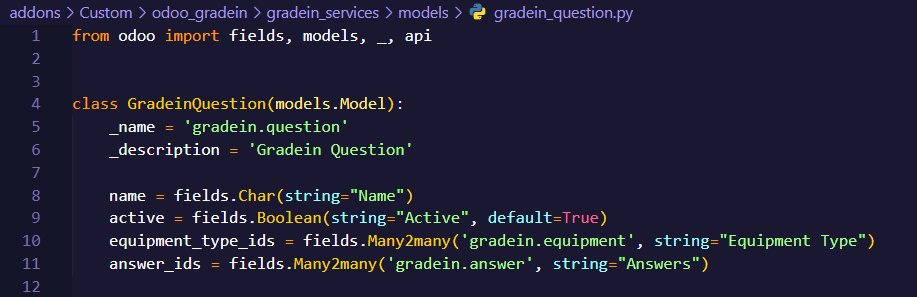 addons > Custom > odoo_gradein > gradein_services > models > gradein_question.py
1 from odoo import fields, models, _, api
2
3
4 class GradeinQuestion(models.Model):
5     _name = 'gradein.question'
6     _description = 'Gradein Question'
7
8     name = fields.Char(string="Name")
9     active = fields.Boolean(string="Active", default=True)
10     equipment_type_ids = fields.Many2many('gradein.equipment', string="Equipment Type")
11     answer_ids = fields.Many2many('gradein.answer', string="Answers")
12